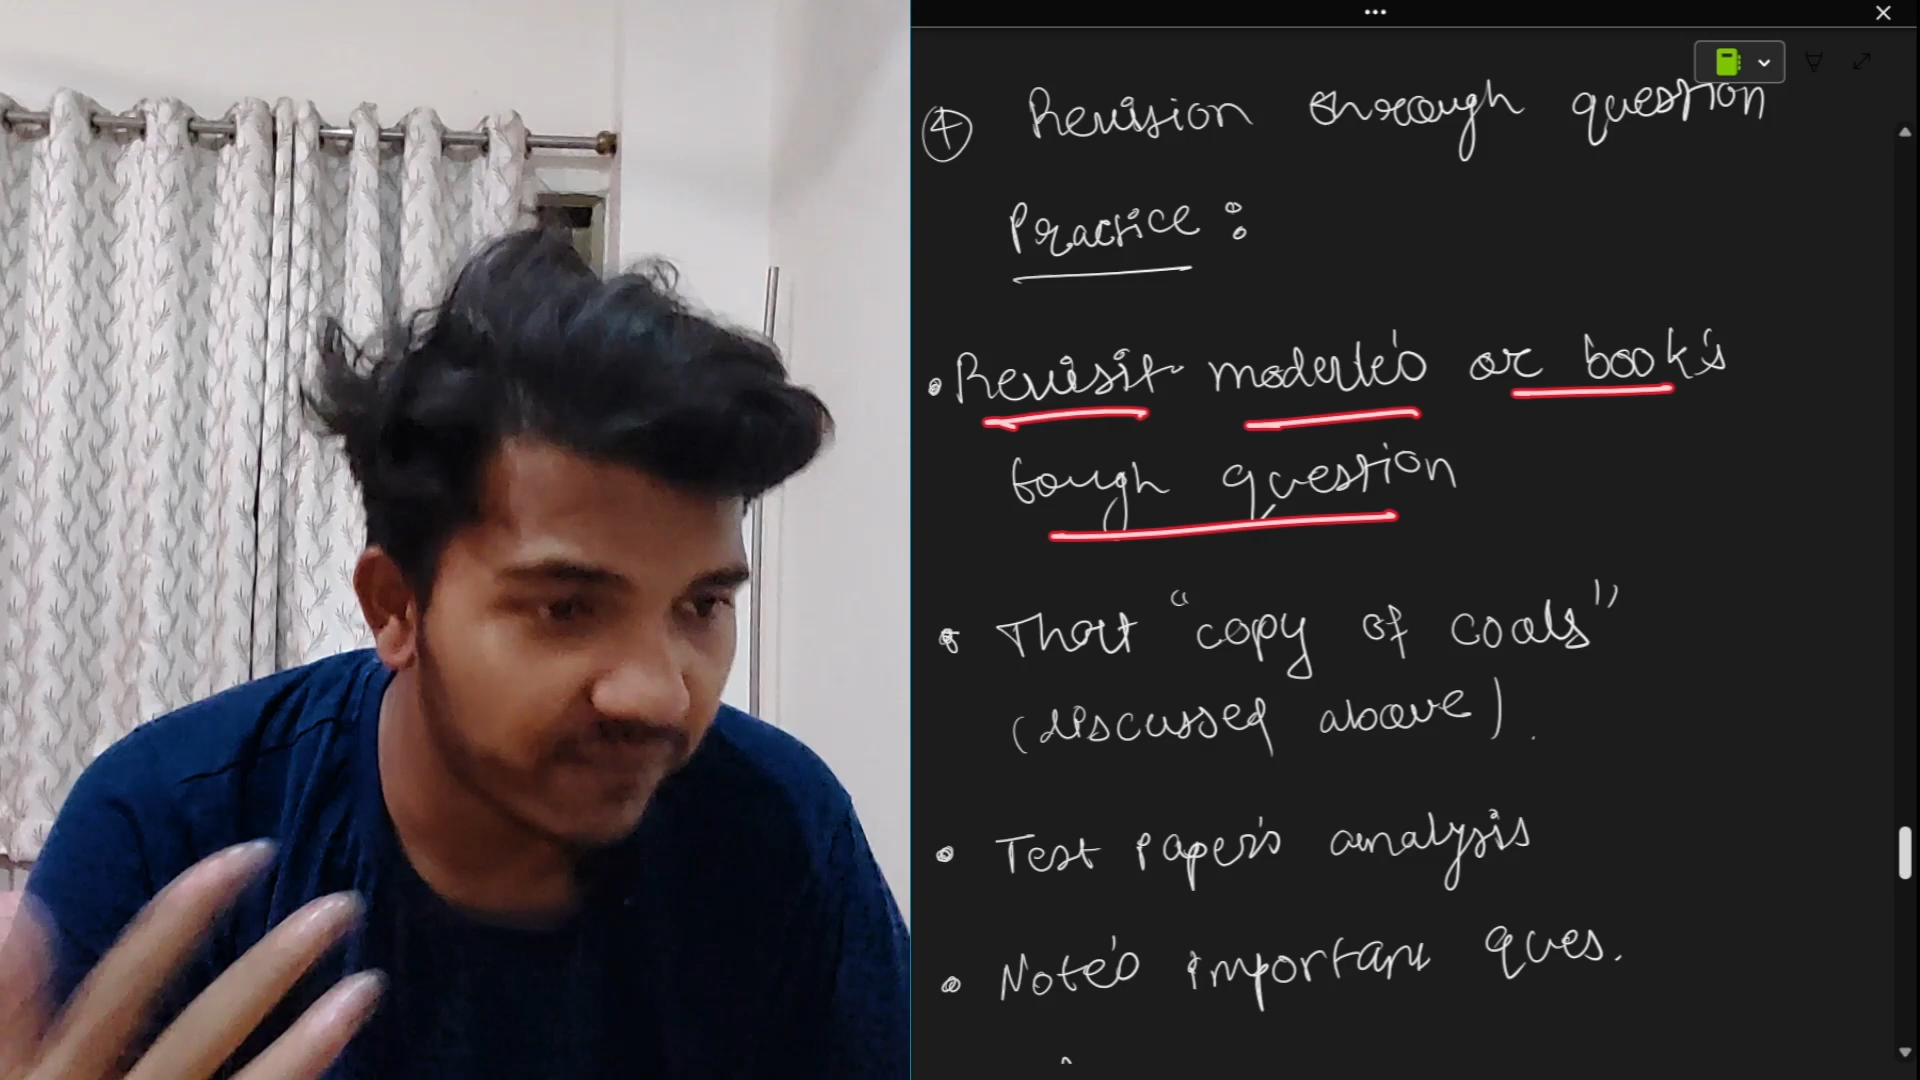 ④ Revision through question
Practice :
• Revisit module's or book's
tough question
• That "copy of goals"
(discussed above).
• Test Paper's analysis
• Note's important ques.